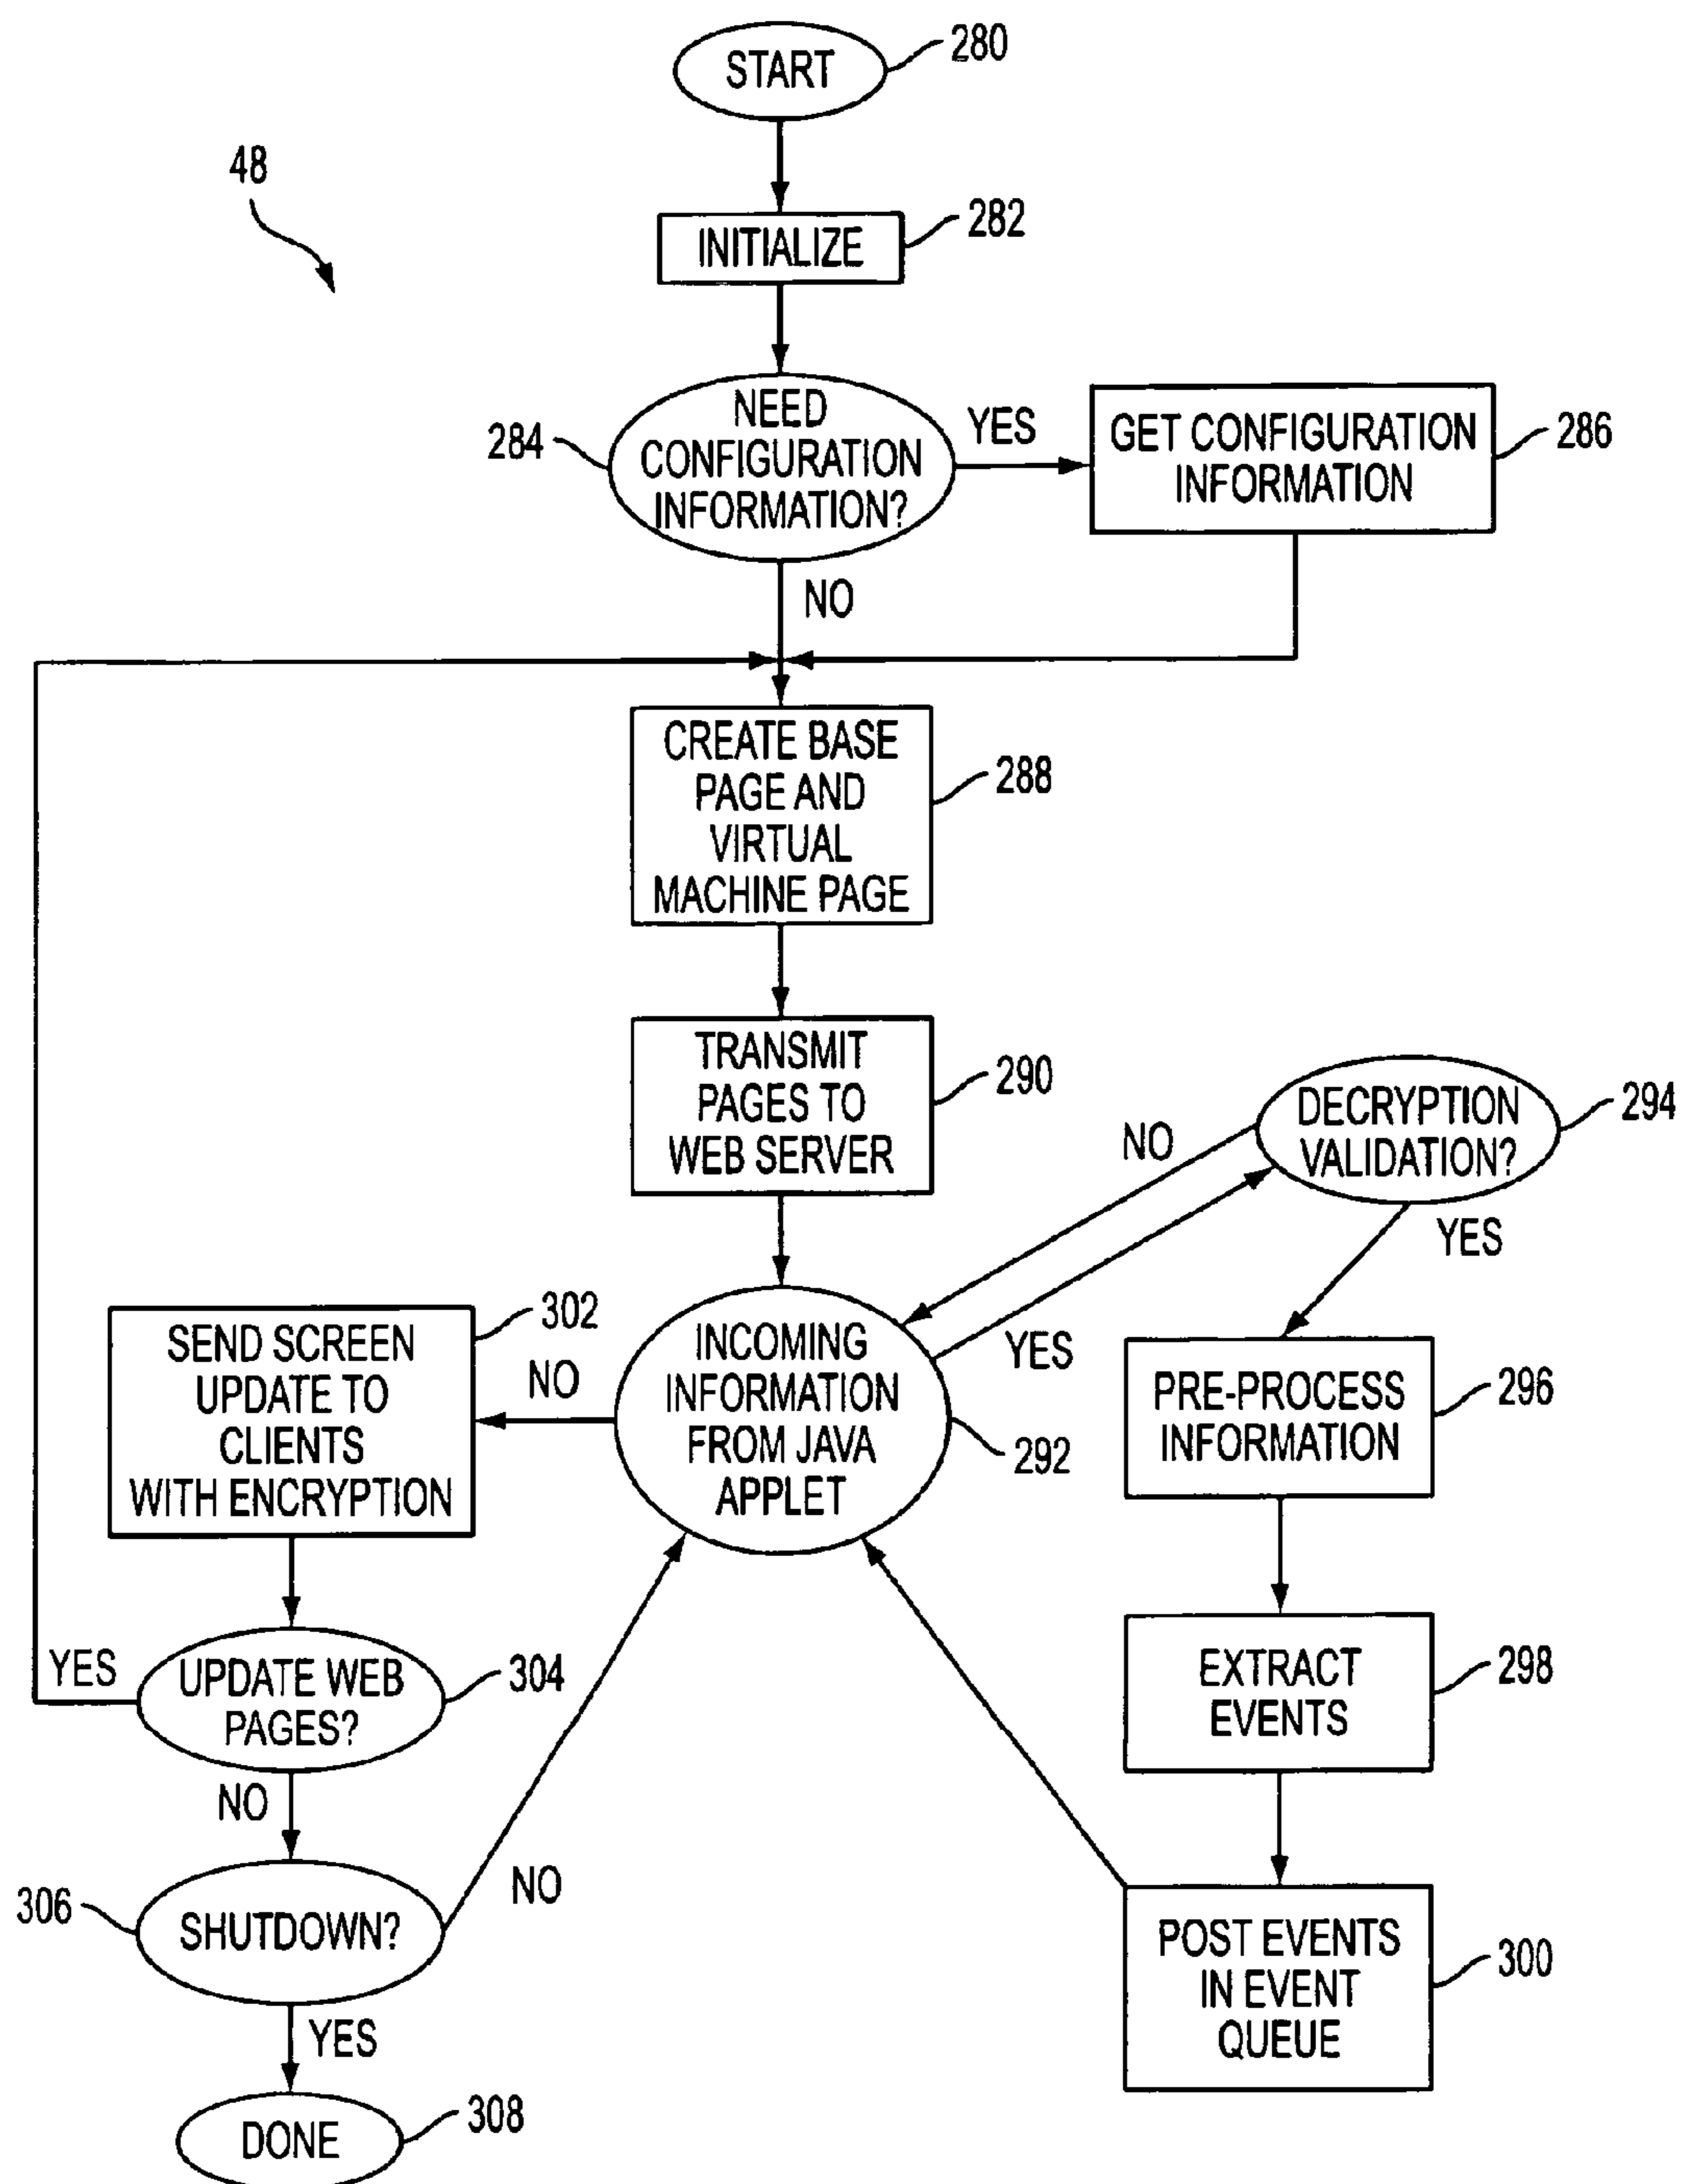 START
280
48
INITIALIZE
282
NEED
CONFIGURATION
INFORMATION?
284
YES
GET CONFIGURATION
INFORMATION
286
NO
CREATE BASE
PAGE AND
VIRTUAL
MACHINE PAGE
288
TRANSMIT
PAGES TO
WEB SERVER
290
DECRYPTION
VALIDATION?
294
NO
YES
YES
INCOMING
INFORMATION
FROM JAVA
APPLET
292
NO
SEND SCREEN
UPDATE TO
CLIENTS
WITH ENCRYPTION
302
PRE-PROCESS
INFORMATION
296
EXTRACT
EVENTS
298
UPDATE WEB
PAGES?
304
YES
NO
SHUTDOWN?
306
NO
POST EVENTS
IN EVENT
QUEUE
300
YES
DONE
308